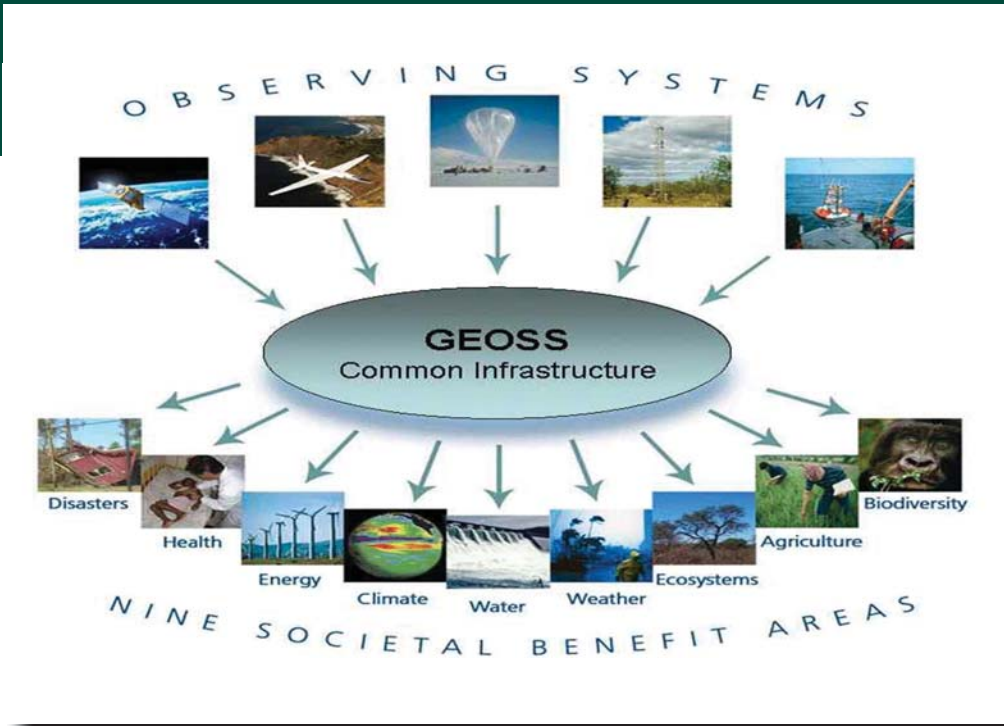 OBSERVING SYSTEMS
GEOSS
Common Infrastructure
Disasters
Health
Energy
Climate
Water
Weather
Ecosystems
Agriculture
Biodiversity
NINE SOCIETAL BENEFIT AREAS